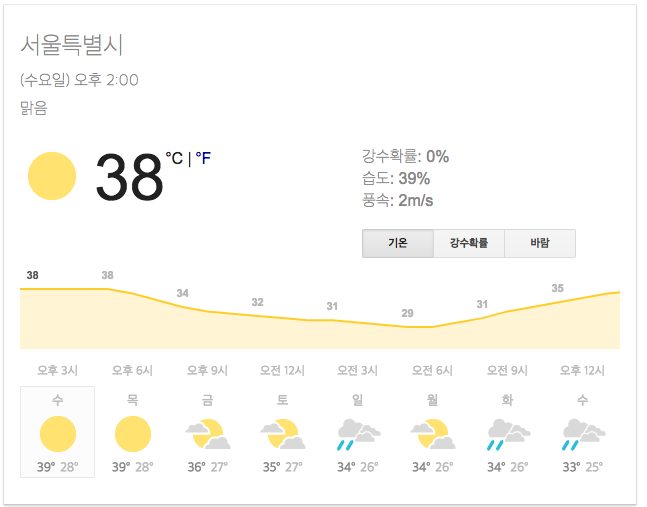 서울특별시
(수요일) 오후 2:00
맑음
38 °C | °F
강수확률: 0%
습도: 39%
풍속: 2m/s
기온 강수확률 바람
38 38 34 32 31 29 31 35
오후 3시 오후 6시 오후 9시 오전 12시 오전 3시 오전 6시 오전 9시 오후 12시
수 목 금 토 일 월 화 수
39° 28° 39° 28° 36° 27° 35° 27° 34° 26° 34° 26° 34° 26° 33° 25°